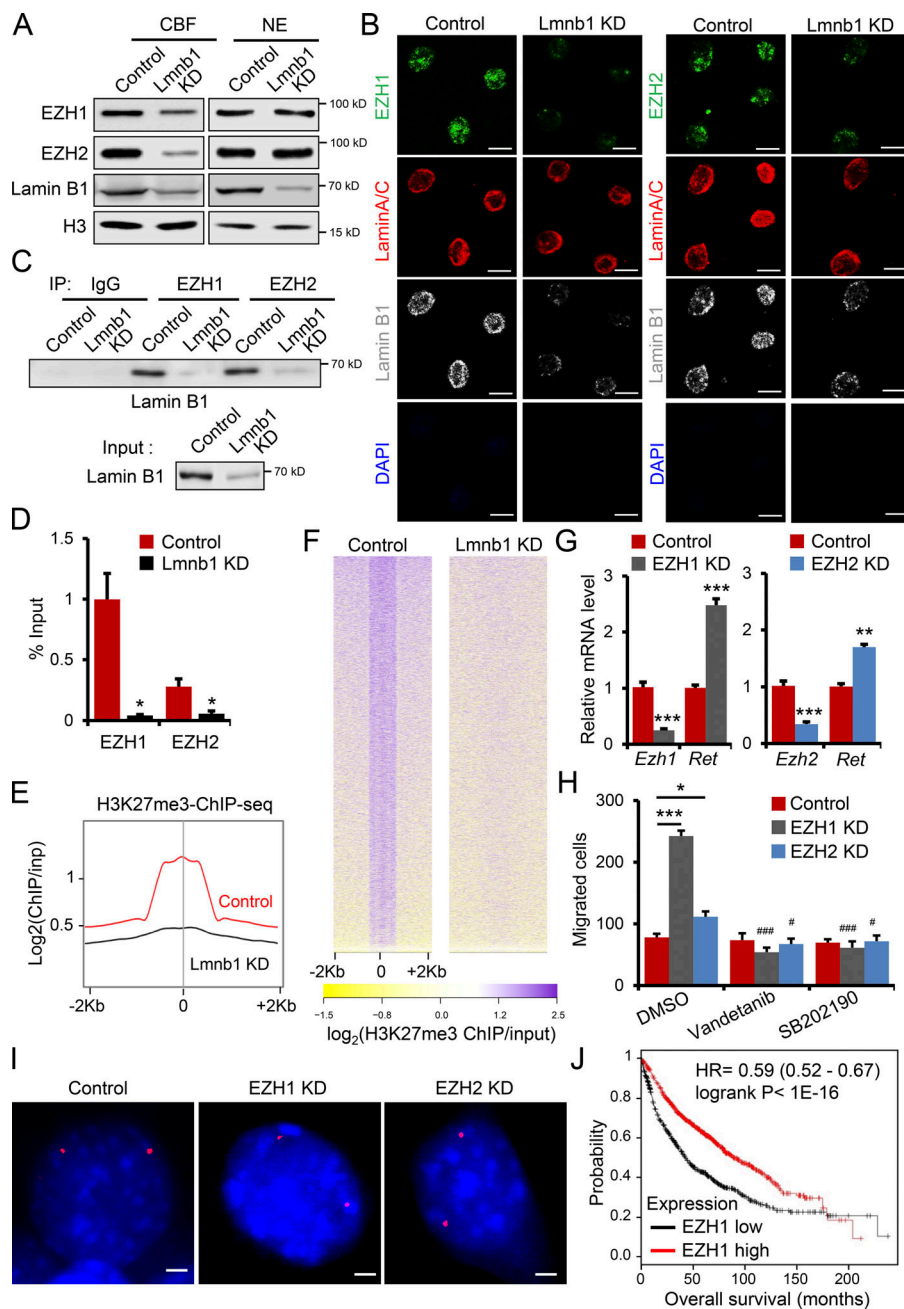 A
CBF
NE
Control
Lmnb1 KD
Control
Lmnb1 KD
EZH1
100 kD
EZH2
100 kD
Lamin B1
70 kD
H3
15 kD
B
Control
Lmnb1 KD
Control
Lmnb1 KD
EZH1
EZH2
LaminA/C
LaminA/C
Lamin B1
Lamin B1
DAPI
DAPI
C
IP: IgG EZH1 EZH2
Control
Lmnb1 KD
Control
Lmnb1 KD
Control
Lmnb1 KD
70 kD
Lamin B1
Input :
Control
Lmnb1 KD
Lamin B1
70 kD
D
Control
Lmnb1 KD
% Input
1.5
1
0.5
0
*
*
EZH1 EZH2
E
H3K27me3-ChIP-seq
Log2(ChIP/inp)
1
0.5
Control
Lmnb1 KD
-2Kb 0 +2Kb
F
Control Lmnb1 KD
-2Kb 0 +2Kb -2Kb 0 +2Kb
−1.5 −0.8 0.0 1.2 2.5
log2(H3K27me3 ChIP/input)
G
Control
EZH1 KD
Control
EZH2 KD
Relative mRNA level
3
2
1
0
***
***
Ezh1 Ret
3
2
1
0
***
**
Ezh2 Ret
H
Migrated cells
300
200
100
0
*
***
Control
EZH1 KD
EZH2 KD
### # ### #
DMSO
Vandetanib
SB202190
I
Control EZH1 KD EZH2 KD
J
Probability
1.0
0.8
0.6
0.4
0.2
0.0
HR= 0.59 (0.52 - 0.67)
logrank P< 1E-16
Expression
EZH1 low
EZH1 high
0 50 100 150 200
Overall survival (months)